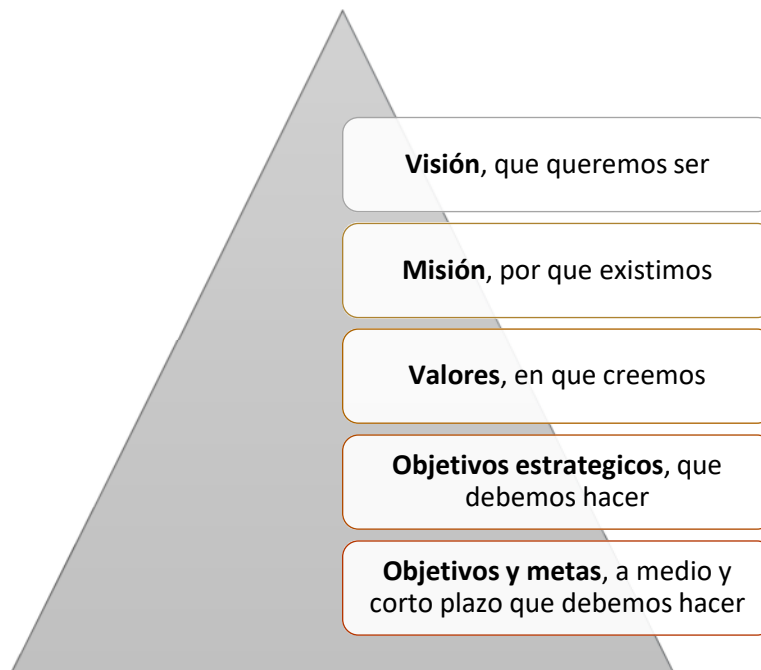 Visión, que queremos ser
Misión, por que existimos
Valores, en que creemos
Objetivos estrategicos, que
debemos hacer
Objetivos y metas, a medio y
corto plazo que debemos hacer